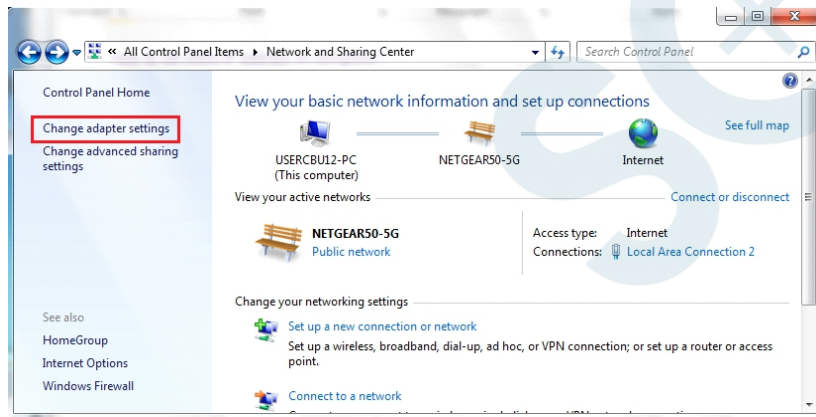 « All Control Panel Items ▸ Network and Sharing Center
Search Control Panel
Control Panel Home
Change adapter settings
Change advanced sharing
settings
See also
HomeGroup
Internet Options
Windows Firewall
View your basic network information and set up connections
See full map
USERCBU12-PC
(This computer)
NETGEAR50-5G
Internet
View your active networks
Connect or disconnect
NETGEAR50-5G
Public network
Access type: Internet
Connections: Local Area Connection 2
Change your networking settings
Set up a new connection or network
Set up a wireless, broadband, dial-up, ad hoc, or VPN connection; or set up a router or access
point.
Connect to a network